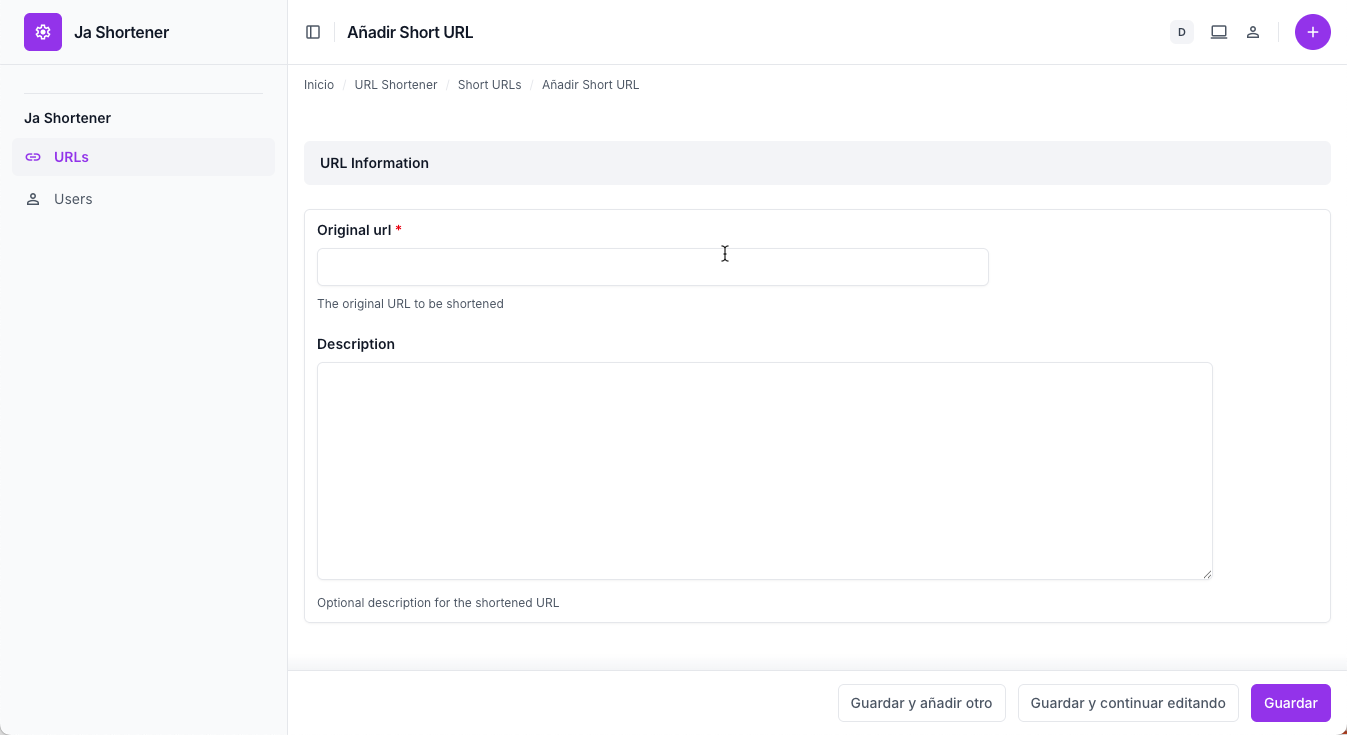 Ja Shortener
Añadir Short URL
D
Inicio / URL Shortener / Short URLs / Añadir Short URL
Ja Shortener
URLs
Users
URL Information
Original url *
The original URL to be shortened
Description
Optional description for the shortened URL
Guardar y añadir otro
Guardar y continuar editando
Guardar